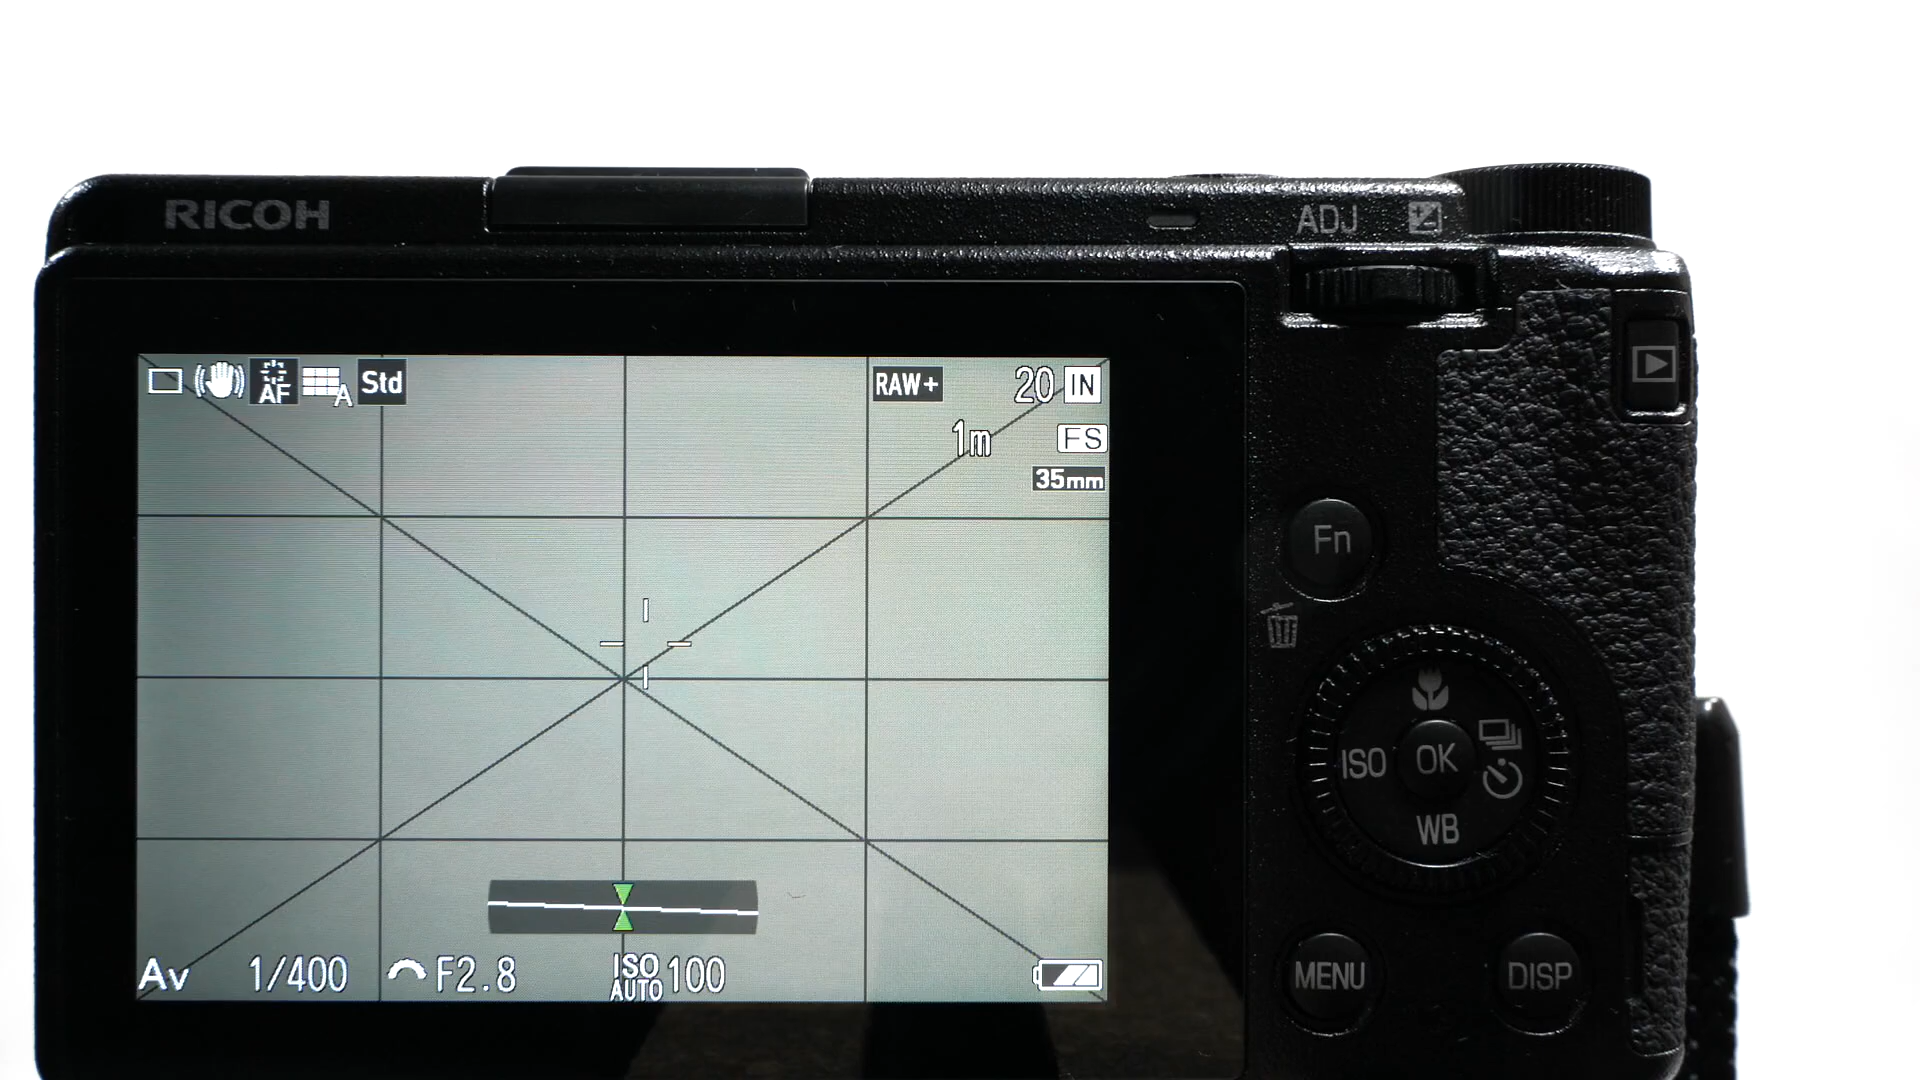 RICOH
ADJ
AF
A
Std
RAW+
20
IN
1m
FS
35mm
Fn
ISO
OK
WB
Av
1/400
F2.8
ISO
AUTO
100
MENU
DISP